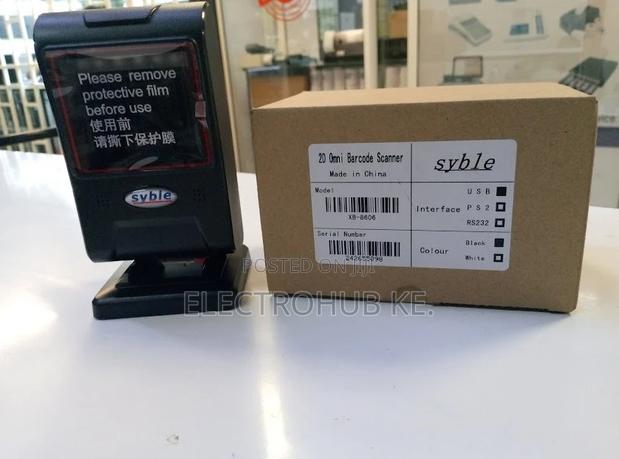 Please remove
protective film
before use
使用前
请撕下保护膜
syble
2D Omni Barcode Scanner
Made in China
syble
Model
XB-8606
Serial Number
242655098
Interface
USB
PS2
RS232
Colour
Black
White
POSTED ON jiji
ELECTROHUB KE.